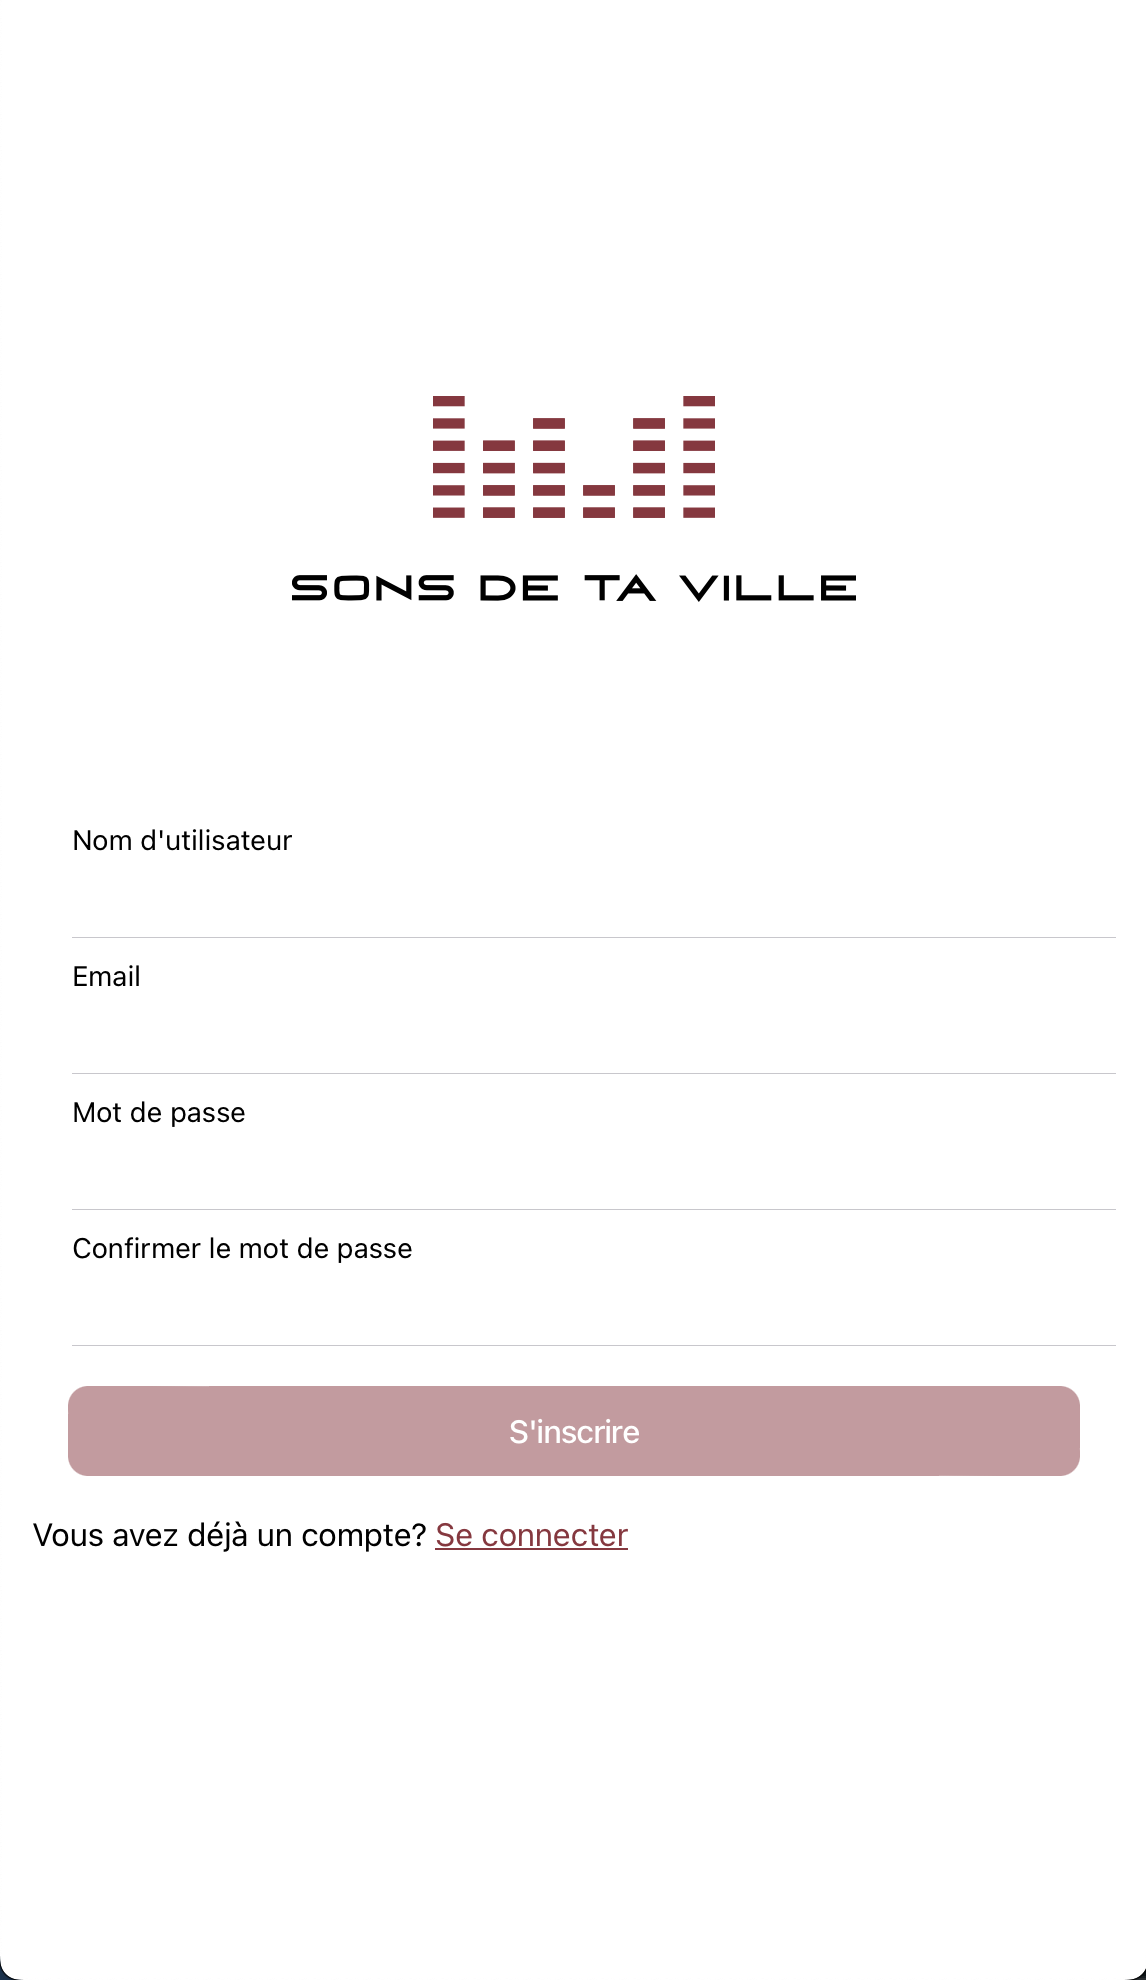 SONS DE TA VILLE
Nom d'utilisateur
Email
Mot de passe
Confirmer le mot de passe
S'inscrire
Vous avez déjà un compte? Se connecter